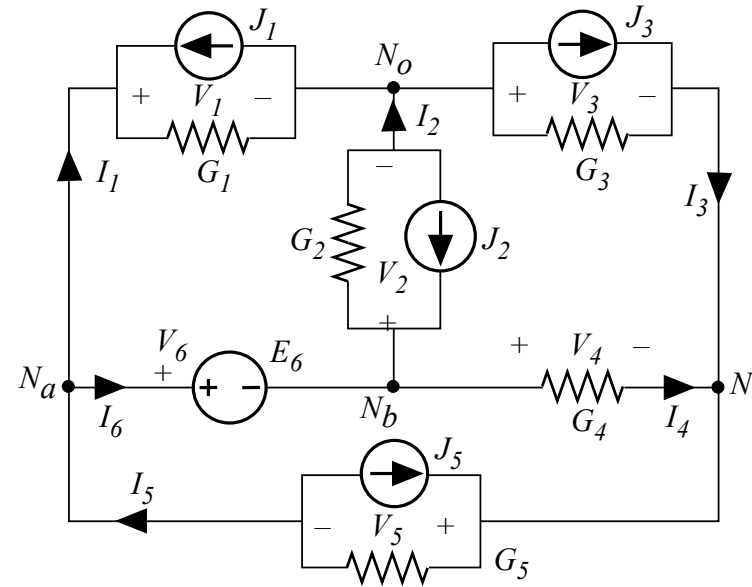 J1 J3
No
+ V1 − + V3 −
I2
G1 G3
−
I1 I3
G2 J2
V2
+
V6 E6 + V4 −
+
+ −
Na Nb N
I6 G4 I4
J5
I5
− V5 +
G5